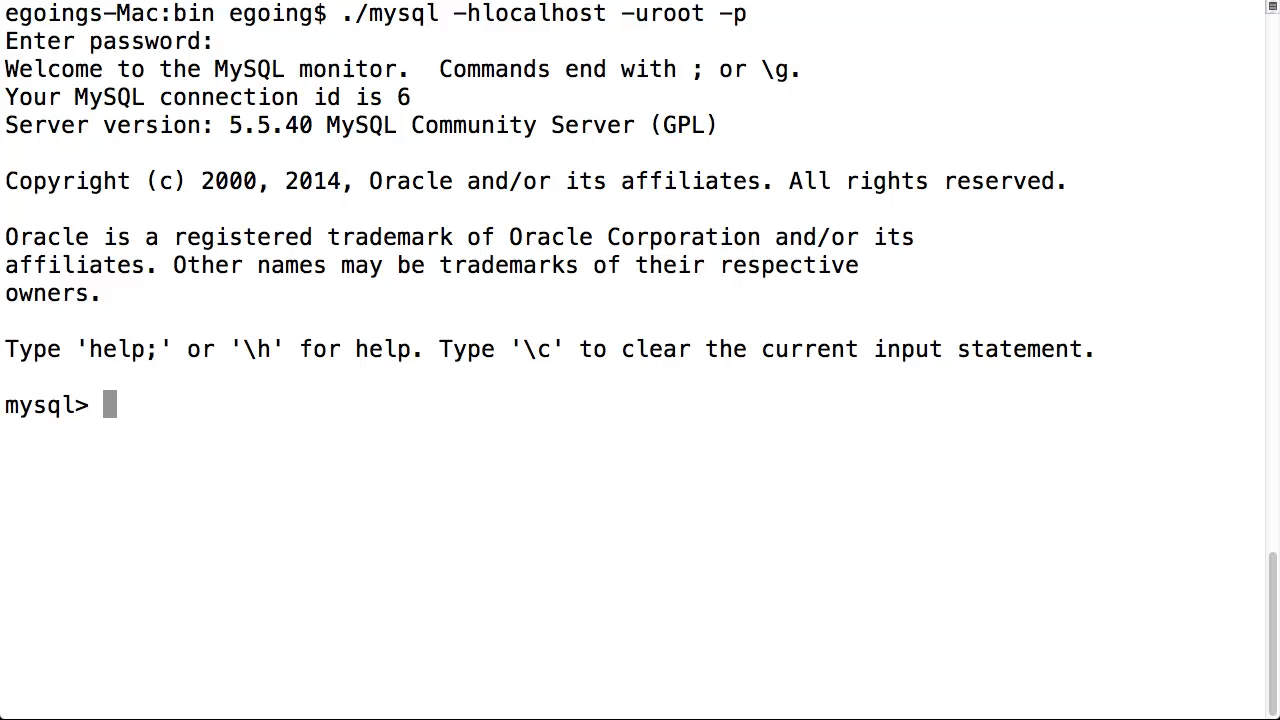 egoings-Mac:bin egoing$ ./mysql -hlocalhost -uroot -p
Enter password:
Welcome to the MySQL monitor.  Commands end with ; or \g.
Your MySQL connection id is 6
Server version: 5.5.40 MySQL Community Server (GPL)

Copyright (c) 2000, 2014, Oracle and/or its affiliates. All rights reserved.

Oracle is a registered trademark of Oracle Corporation and/or its
affiliates. Other names may be trademarks of their respective
owners.

Type 'help;' or '\h' for help. Type '\c' to clear the current input statement.

mysql>